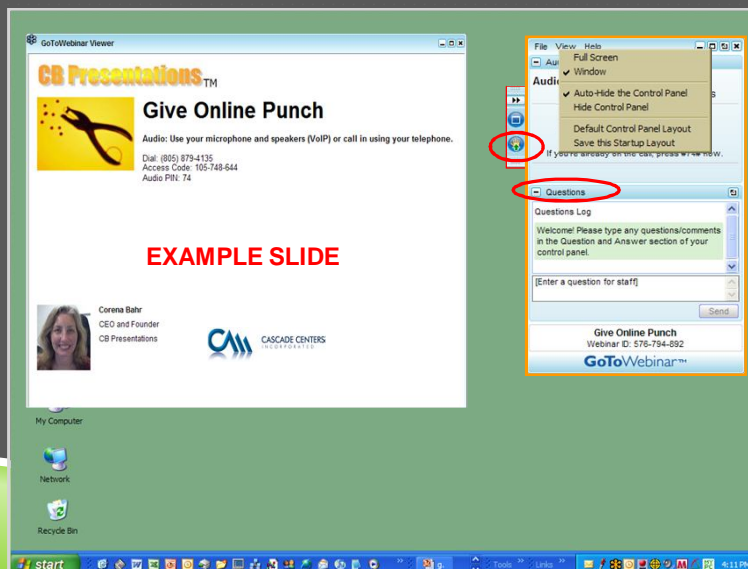 GoToWebinar Viewer
CB Presentations TM
Give Online Punch
Audio: Use your microphone and speakers (VoIP) or call in using your telephone.
Dial: (805) 879-4135
Access Code: 105-748-644
Audio PIN: 74
EXAMPLE SLIDE
Corena Bahr
CEO and Founder
CB Presentations
CASCADE CENTERS
INCORPORATED
File View Help
Full Screen
Window
Auto-Hide the Control Panel
Hide Control Panel
Default Control Panel Layout
Save this Startup Layout
If you're already on the call, press #74# now.
Questions
Questions Log
Welcome! Please type any questions/comments
in the Question and Answer section of your
control panel.
[Enter a question for staff]
Send
Give Online Punch
Webinar ID: 576-794-892
GoToWebinar™
My Computer
Network
Recycle Bin
start
g.
Tools
Links
4:11 PM